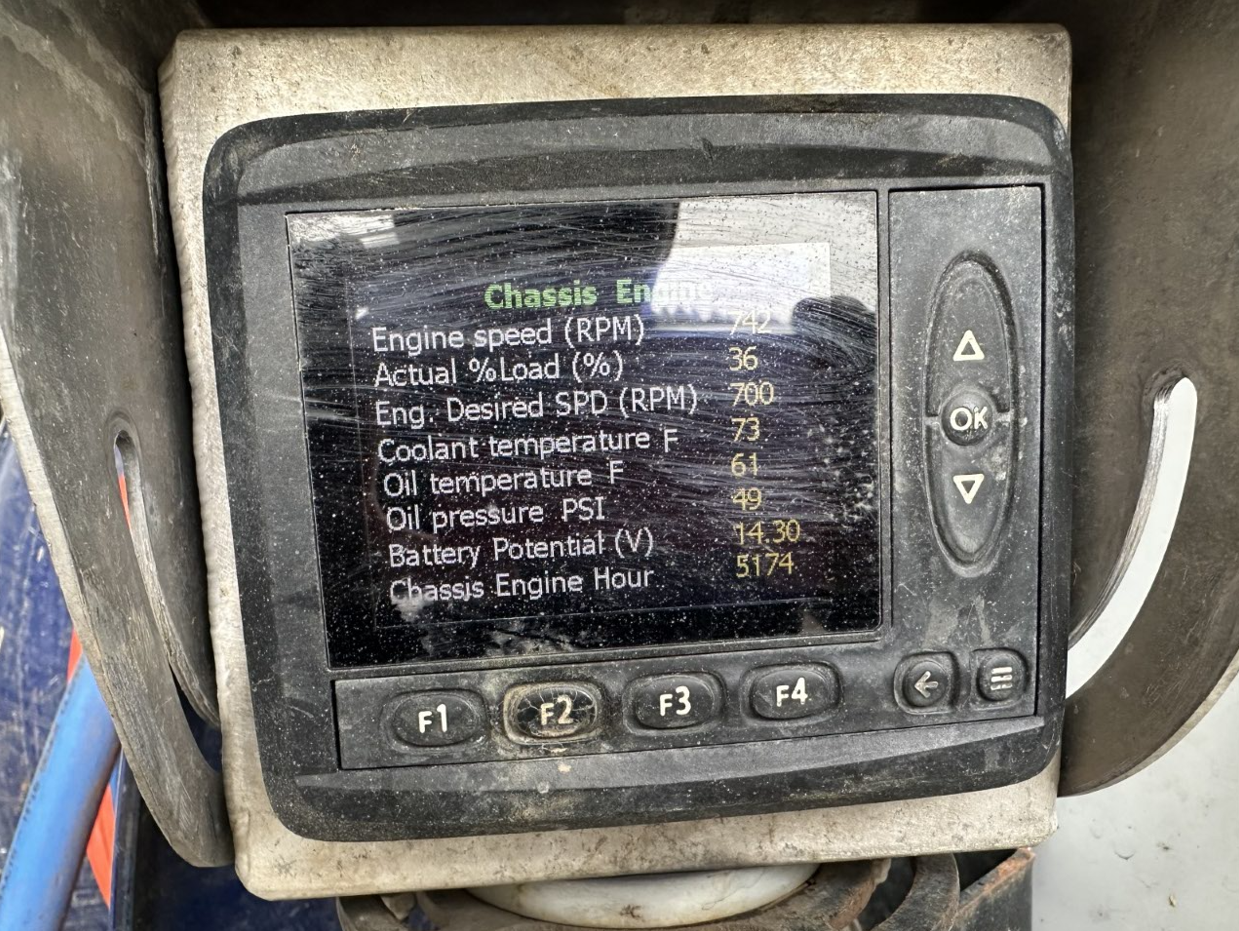 Chassis Engine
Engine speed (RPM) 742
Actual %Load (%) 36
Eng. Desired SPD (RPM) 700
Coolant temperature F 73
Oil temperature F 61
Oil pressure PSI 49
Battery Potential (V) 14.30
Chassis Engine Hour 5174
OK
F1 F2 F3 F4